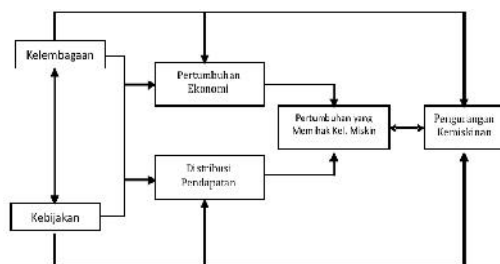 Kelembagaan
Pertumbuhan
Ekonomi
Pertumbuhan yang
Memihak Kel. Miskin
Pengurangan
Kemiskinan
Distribusi
Pendapatan
Kebijakan